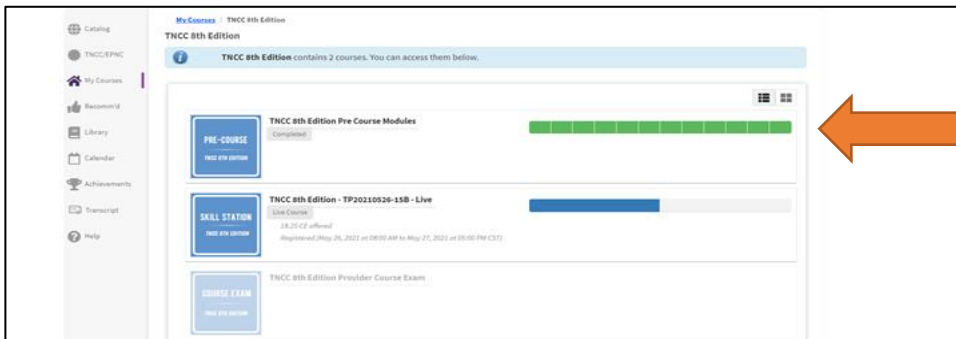 My Courses / TNCC 8th Edition
TNCC 8th Edition
TNCC 8th Edition contains 2 courses. You can access them below.
Catalog
TNCC/EPNC
My Courses
Recomm'd
Library
Calendar
Achievements
Transcript
Help
PRE-COURSE
TNCC 8TH EDITION
TNCC 8th Edition Pre Course Modules
Completed
SKILL STATION
TNCC 8TH EDITION
TNCC 8th Edition - TP20210526-15B - Live
Live Course
18.25 CE offered
Registered (May 26, 2021 at 08:00 AM to May 27, 2021 at 05:00 PM CST)
COURSE EXAM
TNCC 8TH EDITION
TNCC 8th Edition Provider Course Exam